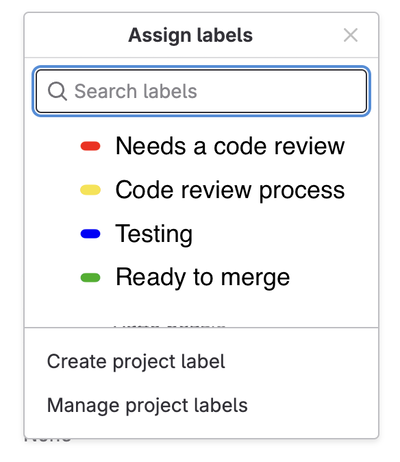 Assign labels
Search labels
Needs a code review
Code review process
Testing
Ready to merge
Create project label
Manage project labels